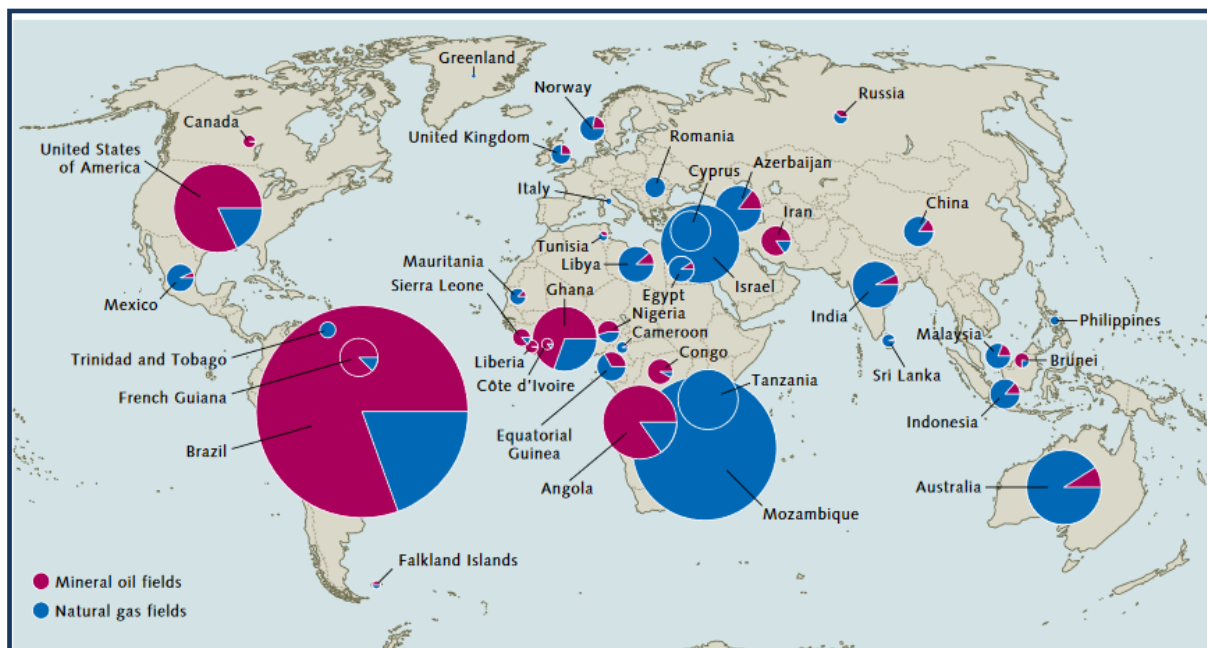 Greenland
Norway
Russia
Canada
United Kingdom
Romania
United States
of America
Cyprus
Azerbaijan
Italy
Iran
China
Tunisia
Libya
Mauritania
Sierra Leone
Ghana
Egypt
Israel
Mexico
Nigeria
India
Cameroon
Malaysia
Philippines
Trinidad and Tobago
Liberia
Congo
Brunei
Côte d'Ivoire
Tanzania
Sri Lanka
French Guiana
Indonesia
Brazil
Equatorial
Guinea
Angola
Australia
Mozambique
Falkland Islands
Mineral oil fields
Natural gas fields